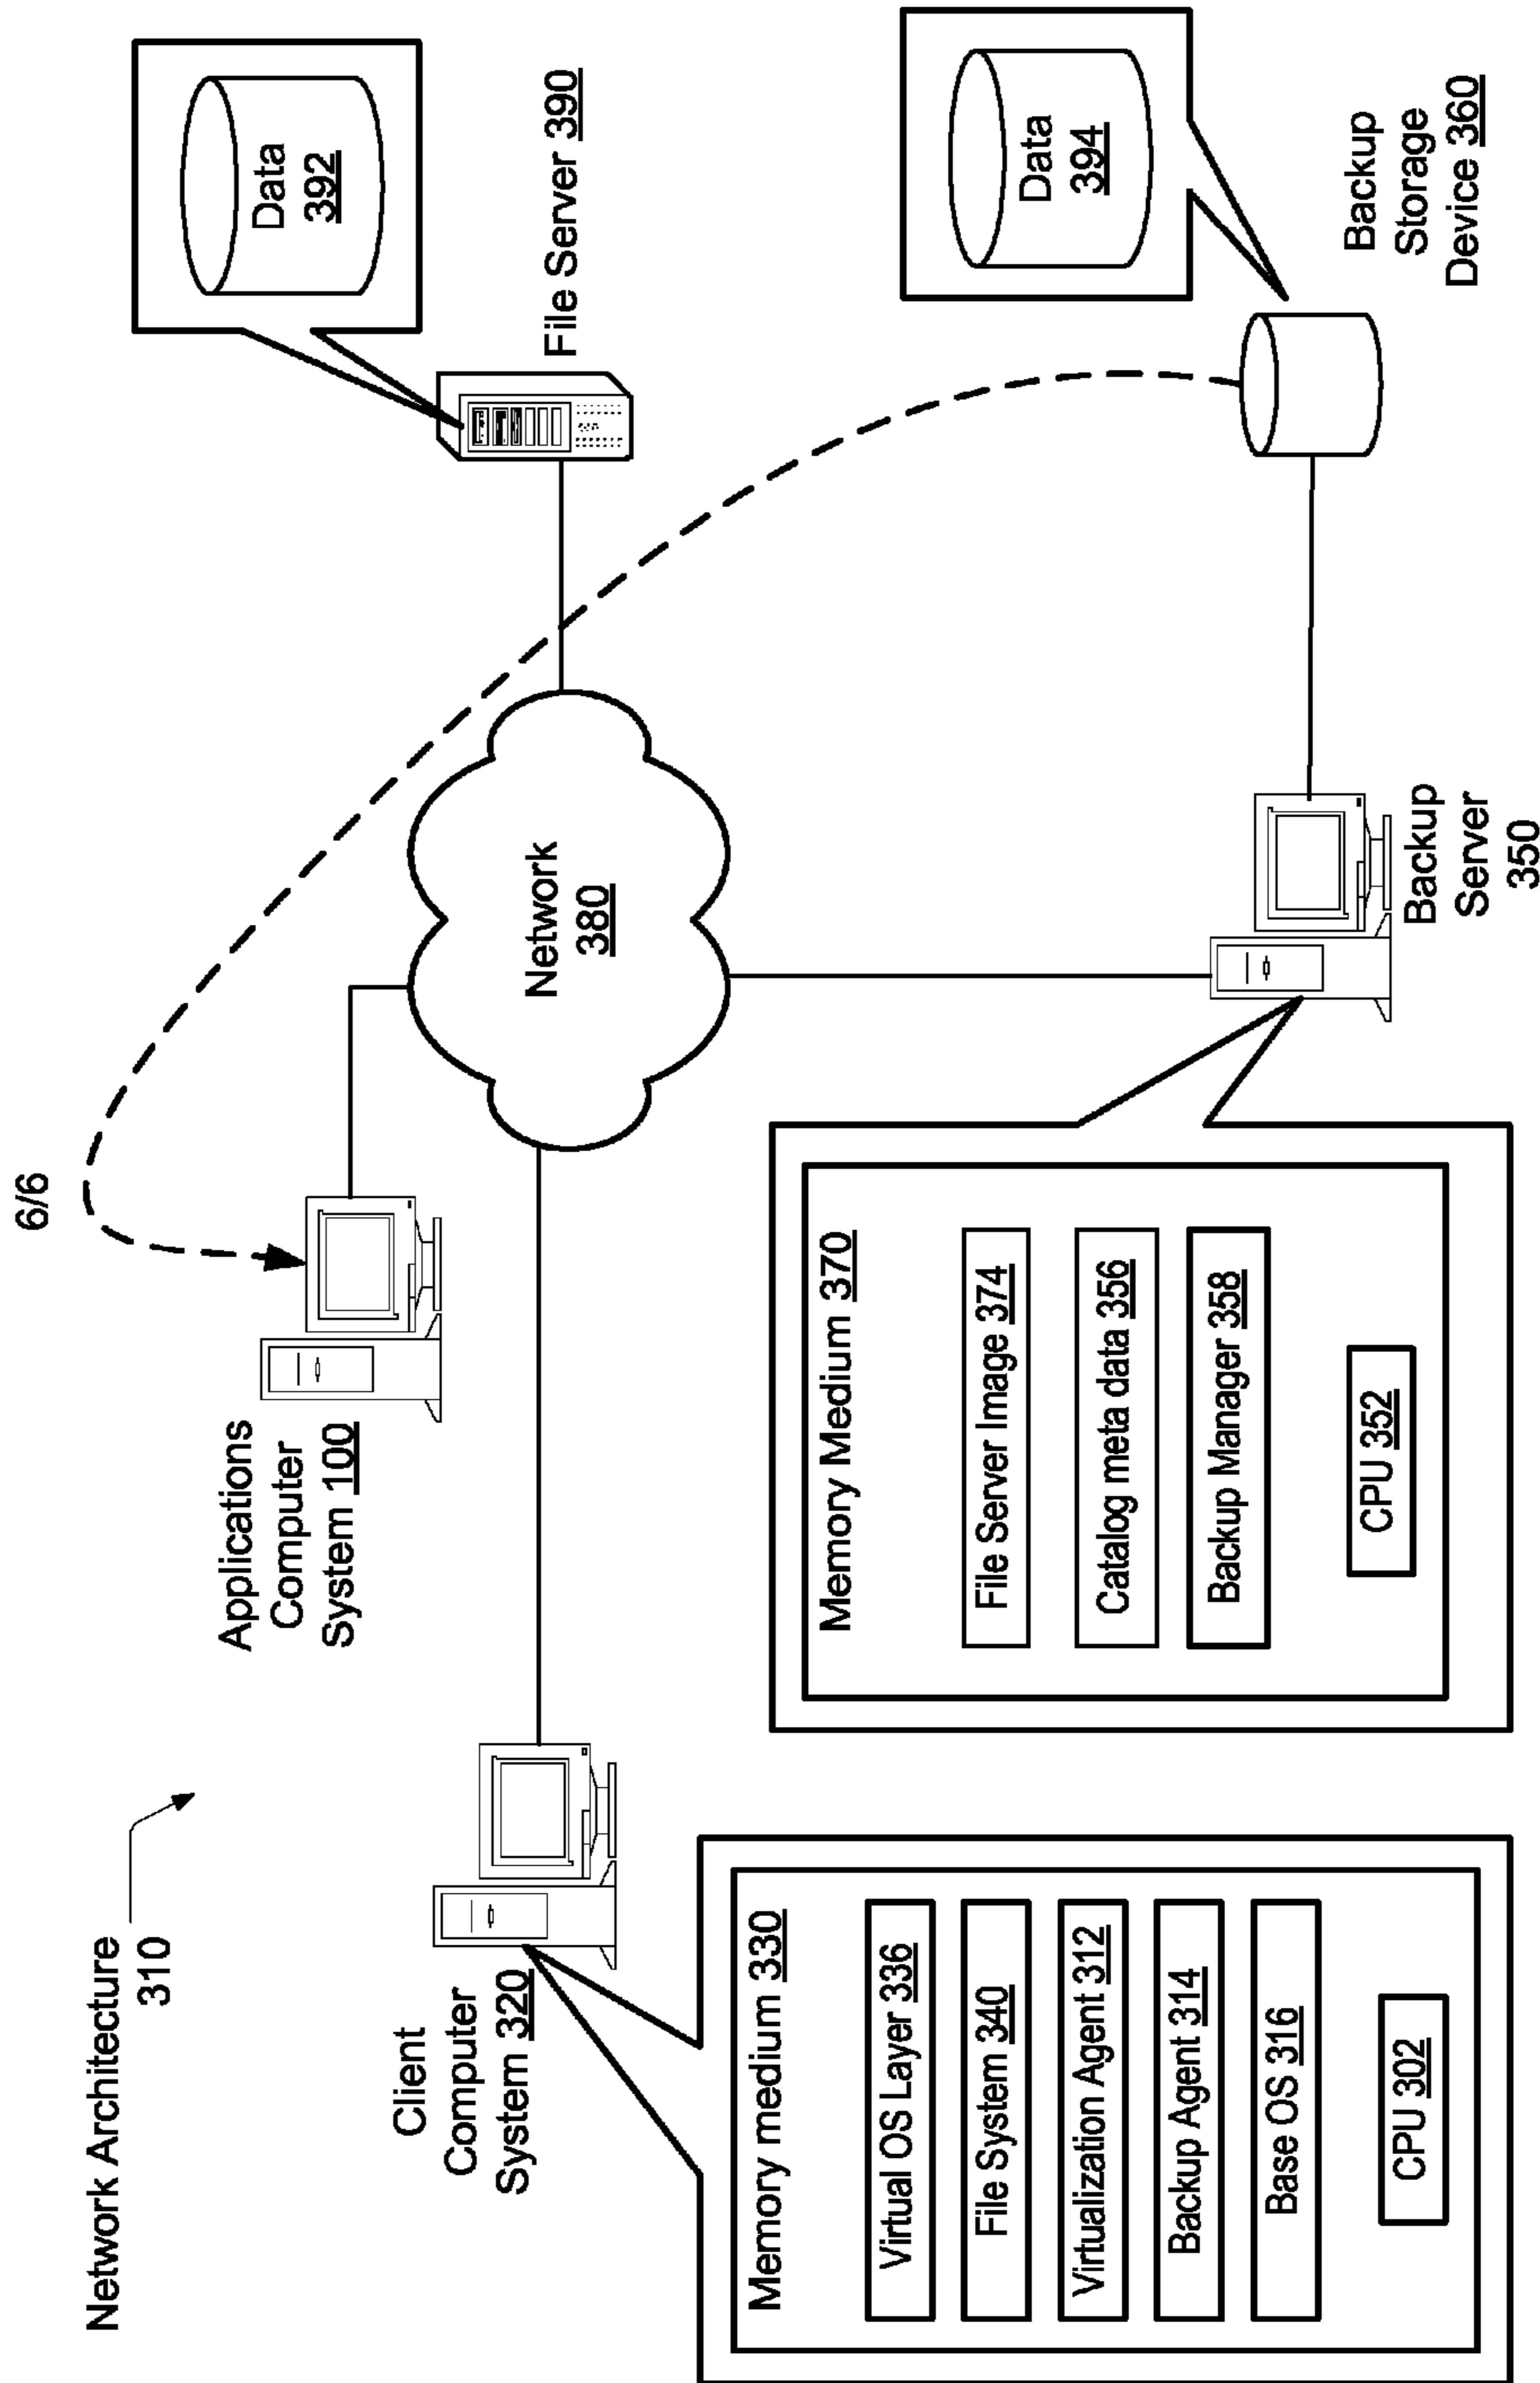 6/6
Network Architecture
310
Applications
Computer
System 100
Client
Computer
System 320
Network
380
Data
392
File Server 390
Data
394
Backup
Storage
Device 360
Backup
Server
350
Memory medium 330
Virtual OS Layer 336
File System 340
Virtualization Agent 312
Backup Agent 314
Base OS 316
CPU 302
Memory Medium 370
File Server Image 374
Catalog meta data 356
Backup Manager 358
CPU 352